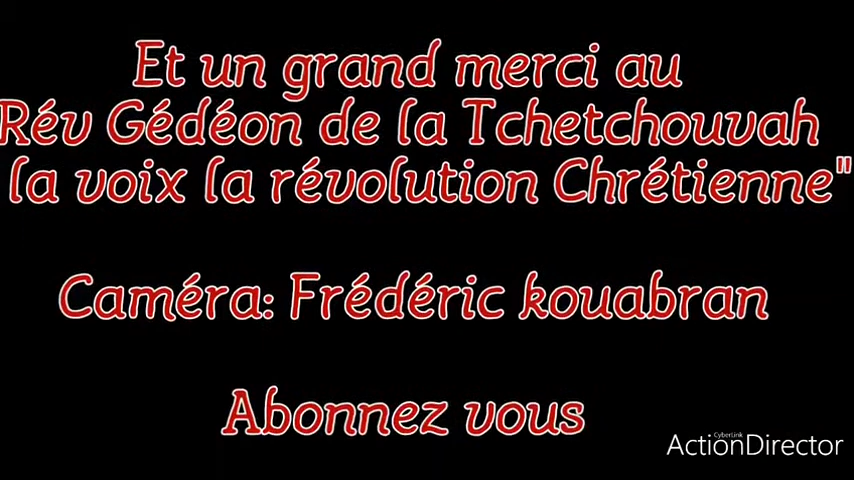 Et un grand merci au
Rév Gédéon de la Tchetchouvah
la voix la révolution Chrétienne"
Caméra: Frédéric kouabran
Abonnez vous
CyberLink
ActionDirector